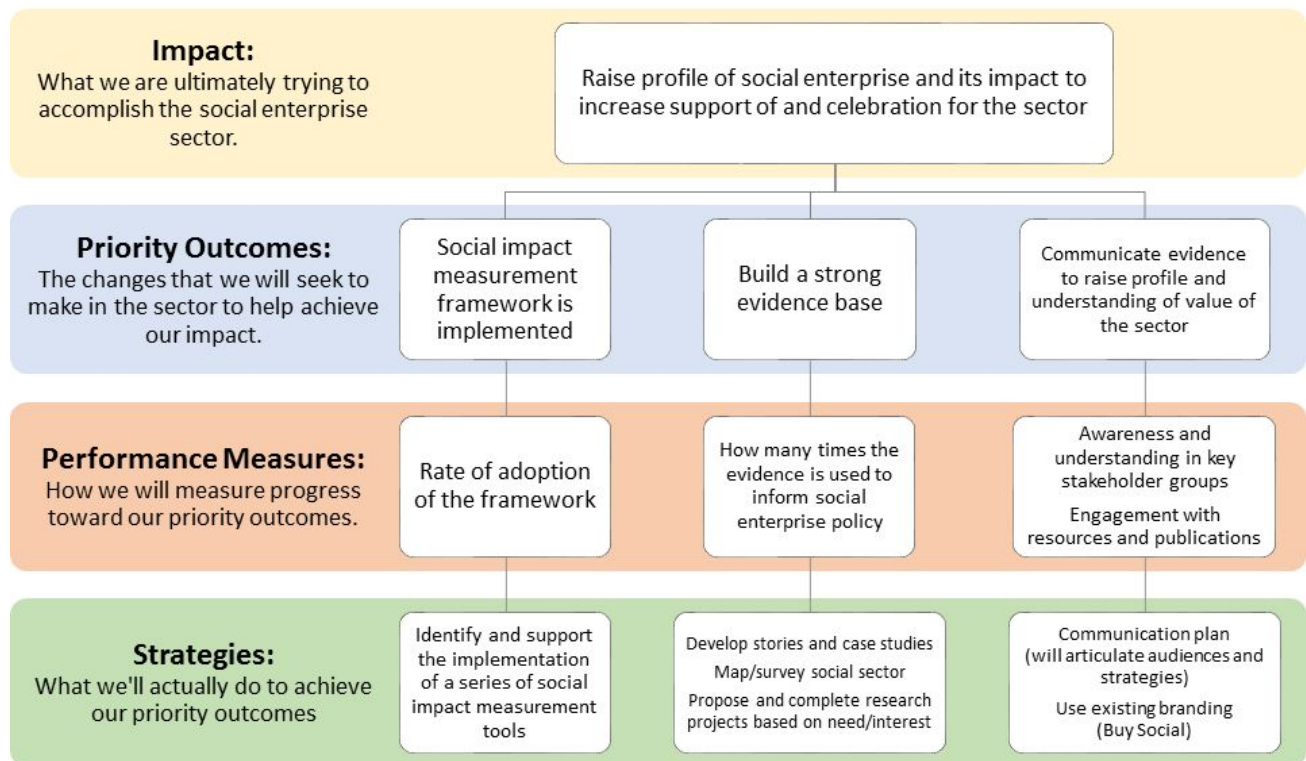 Impact:
What we are ultimately trying to
accomplish the social enterprise
sector.
Raise profile of social enterprise and its impact to
increase support of and celebration for the sector
Priority Outcomes:
The changes that we will seek to
make in the sector to help achieve
our impact.
Social impact
measurement
framework is
implemented
Build a strong
evidence base
Communicate evidence
to raise profile and
understanding of value of
the sector
Performance Measures:
How we will measure progress
toward our priority outcomes.
Rate of adoption
of the framework
How many times the
evidence is used to
inform social
enterprise policy
Awareness and
understanding in key
stakeholder groups
Engagement with
resources and publications
Strategies:
What we'll actually do to achieve
our priority outcomes
Identify and support
the implementation
of a series of social
impact measurement
tools
Develop stories and case studies
Map/survey social sector
Propose and complete research
projects based on need/interest
Communication plan
(will articulate audiences and
strategies)
Use existing branding
(Buy Social)